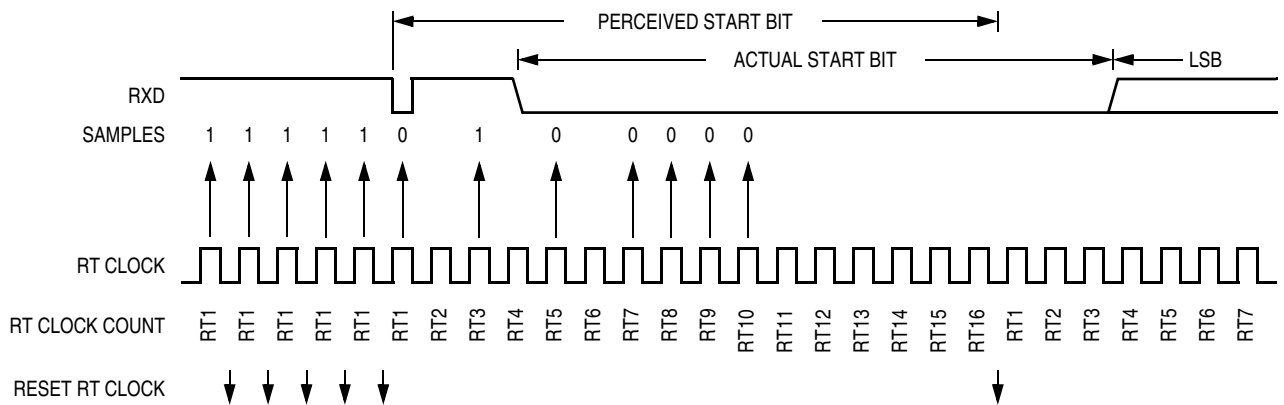 PERCEIVED START BIT
ACTUAL START BIT LSB
RXD
SAMPLES 1 1 1 1 1 0 1 0 0 0 0 0
RT CLOCK
RT CLOCK COUNT RT1 RT1 RT1 RT1 RT1 RT1 RT2 RT3 RT4 RT5 RT6 RT7 RT8 RT9 RT10 RT11 RT12 RT13 RT14 RT15 RT16 RT1 RT2 RT3 RT4 RT5 RT6 RT7
RESET RT CLOCK